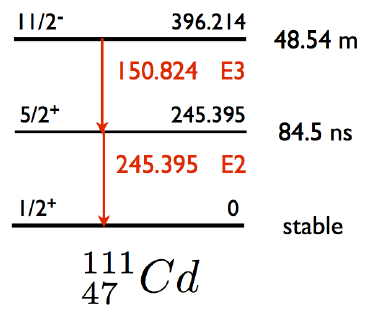 11/2⁻ 396.214
48.54 m
150.824 E3
5/2⁺ 245.395
84.5 ns
245.395 E2
1/2⁺ 0
stable
¹¹¹₄₇Cd